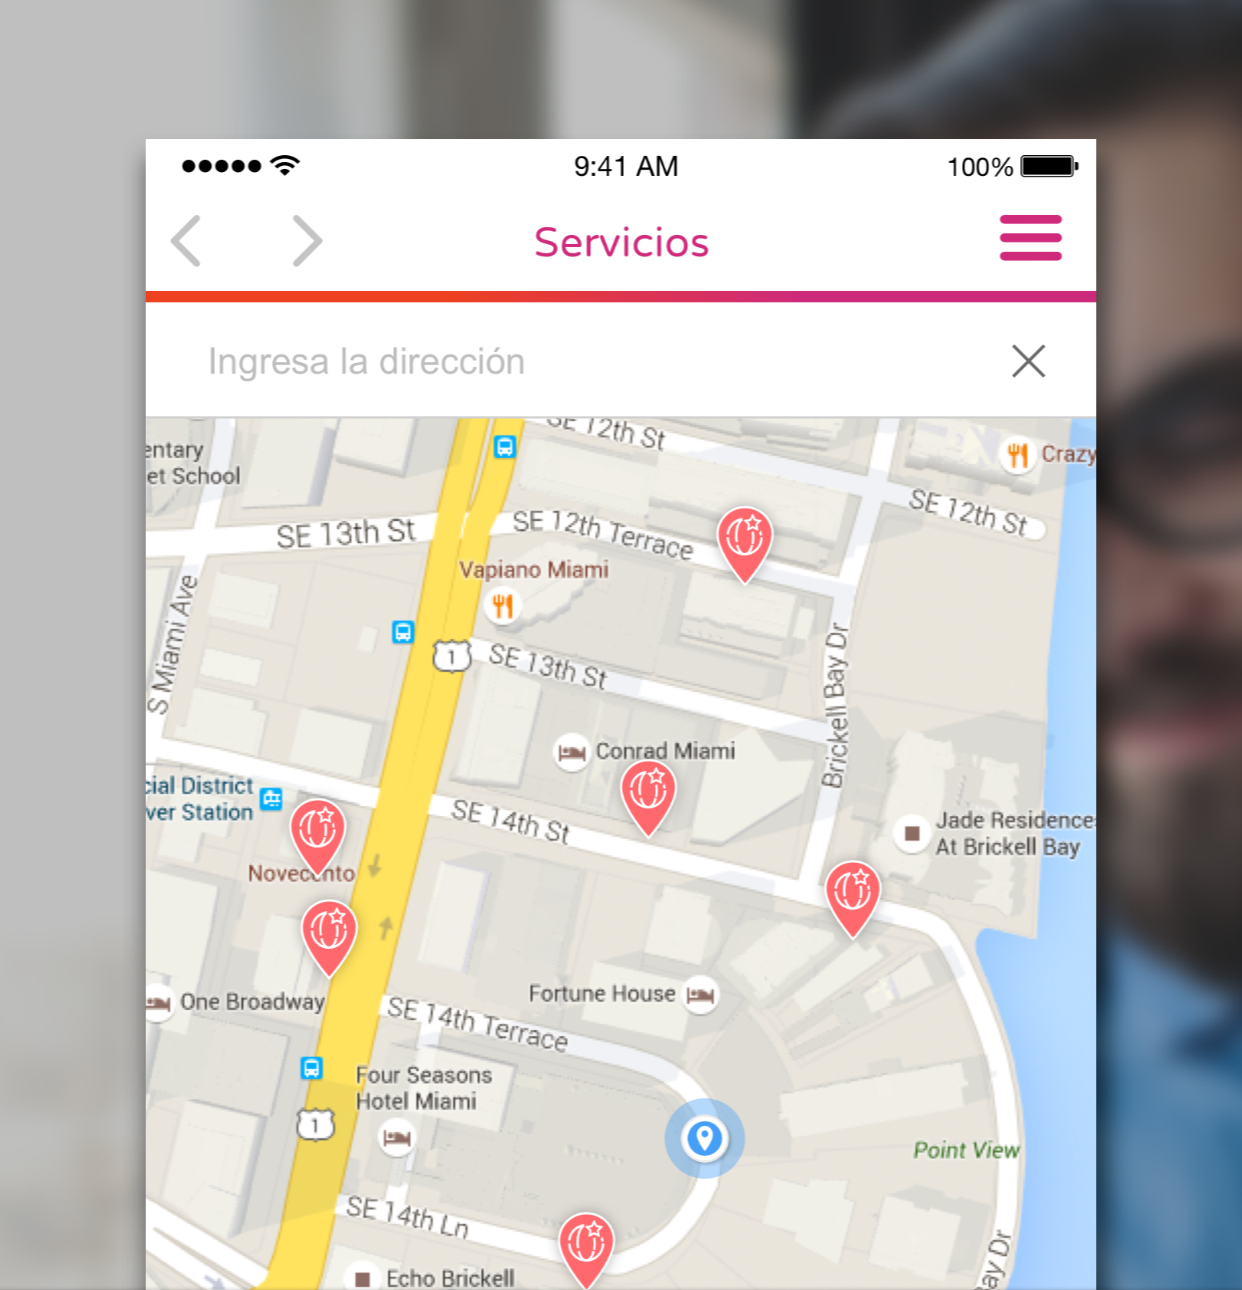 9:41 AM
100%
Servicios
Ingresa la dirección
SE 12th St
entary
et School
Crazy
SE 12th St
SE 13th St
SE 12th Terrace
Vapiano Miami
S Miami Ave
1
SE 13th St
Brickell Bay Dr
Conrad Miami
cial District
ver Station
SE 14th St
Jade Residence
At Brickell Bay
Novecento
One Broadway
Fortune House
SE 14th Terrace
Four Seasons
Hotel Miami
1
Point View
SE 14th Ln
ay Dr
Echo Brickell